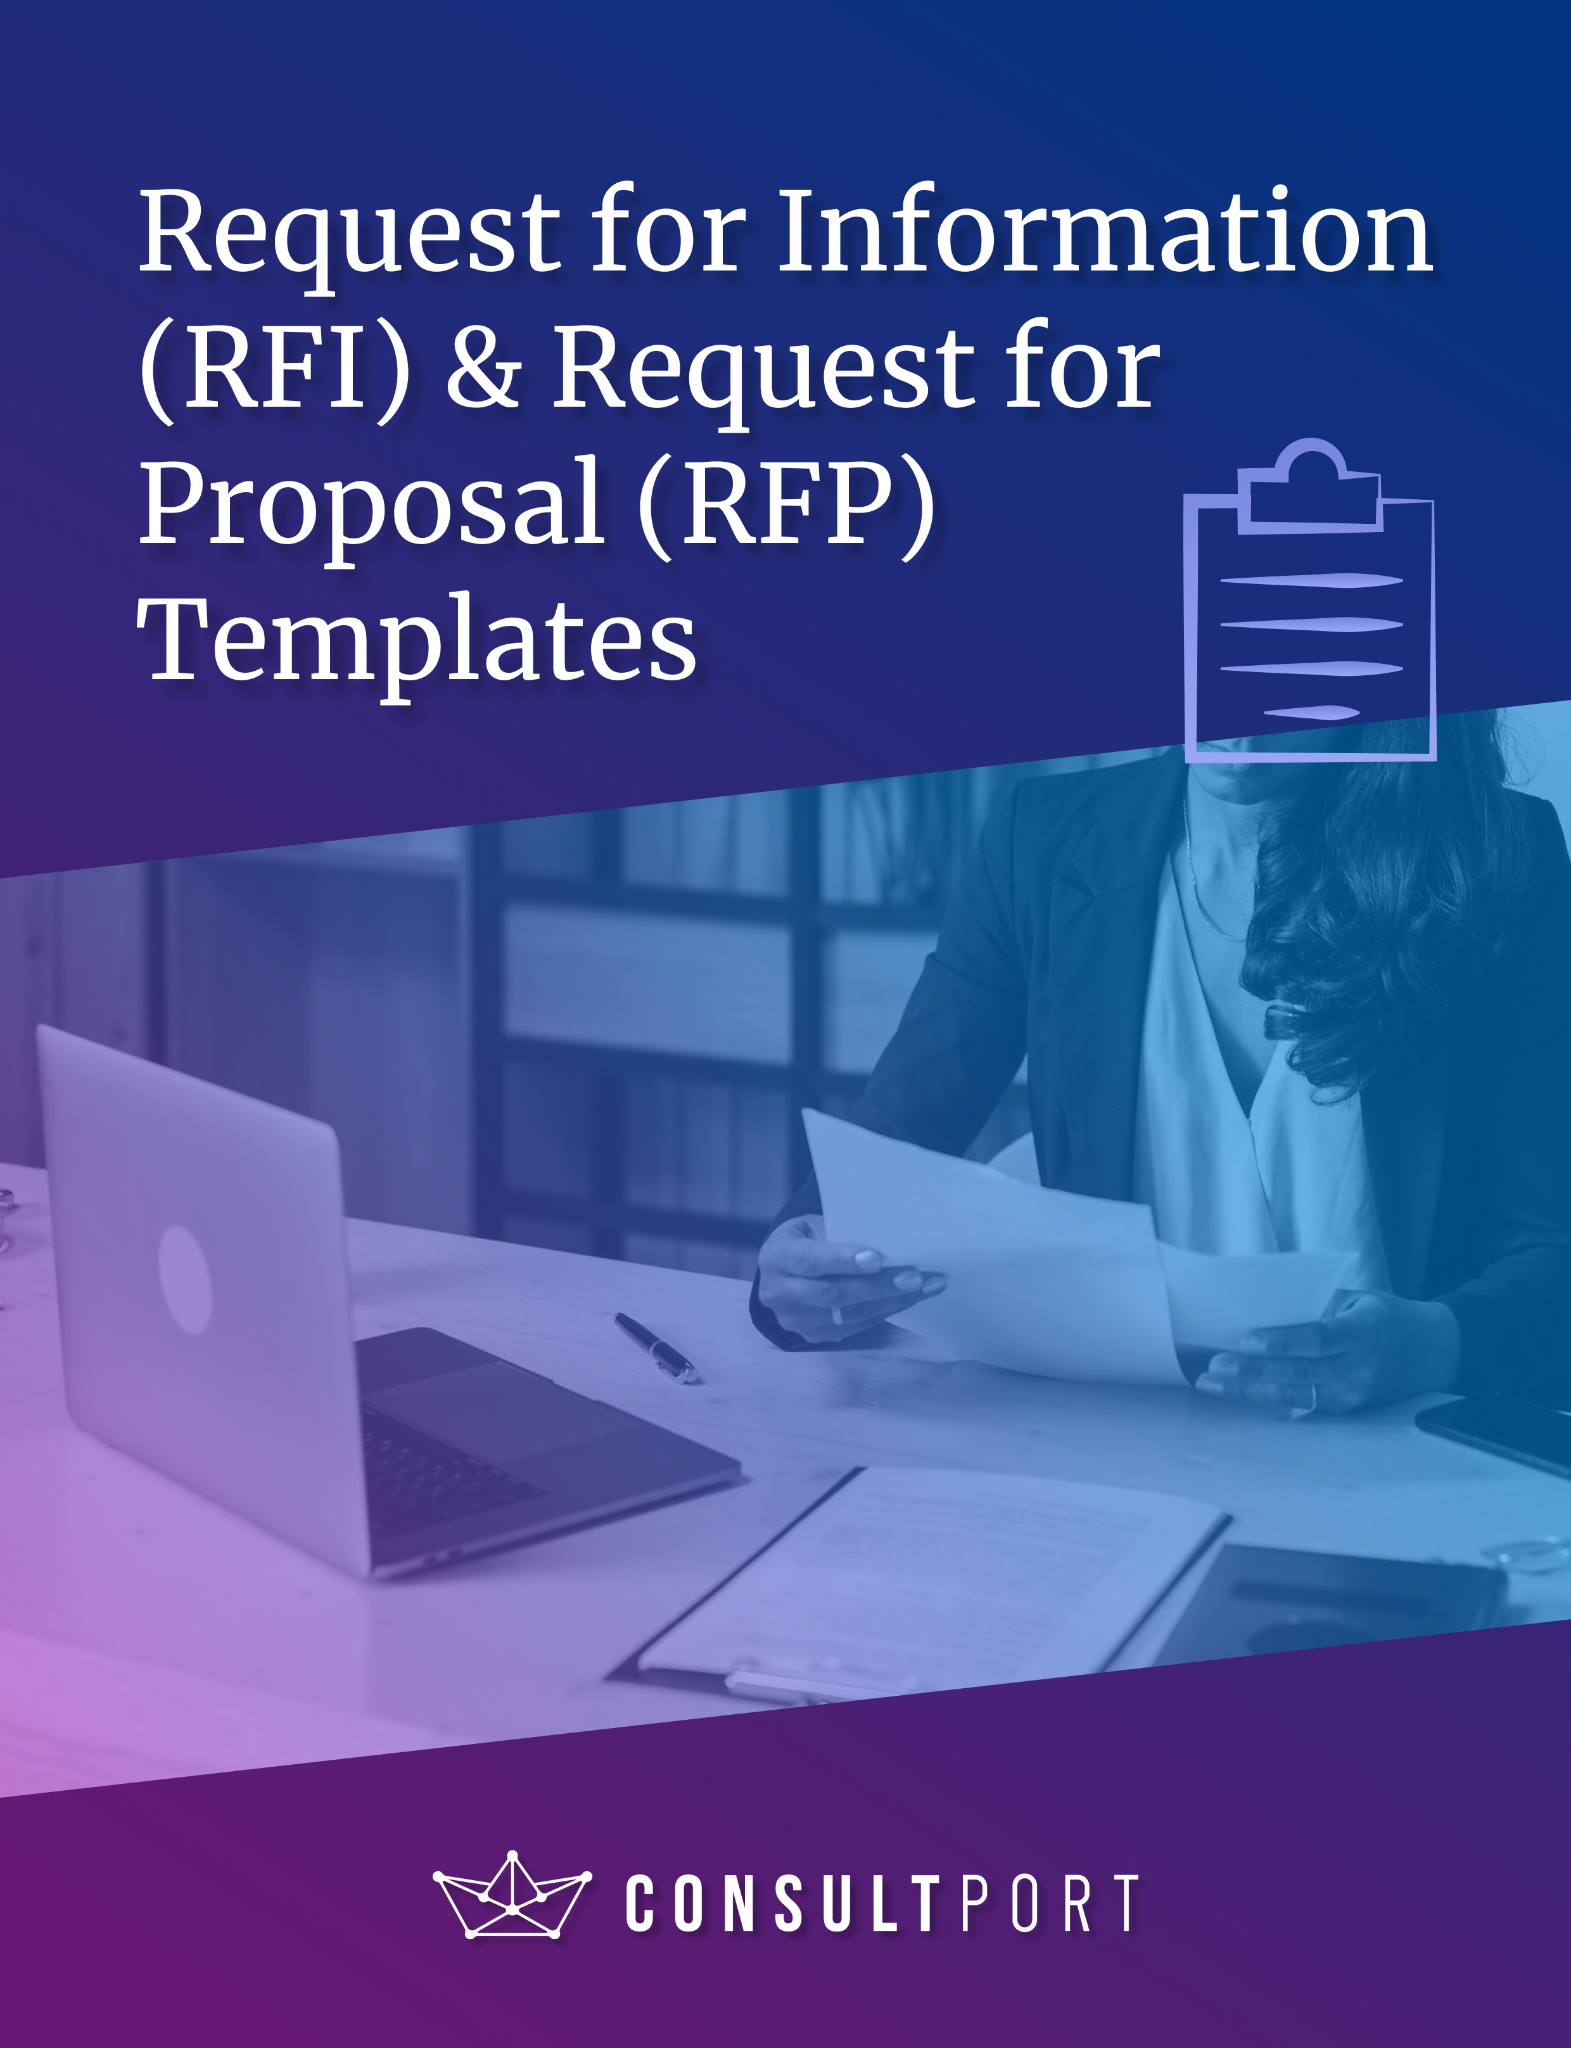 Request for Information
(RFI) & Request for
Proposal (RFP)
Templates
CONSULTPORT